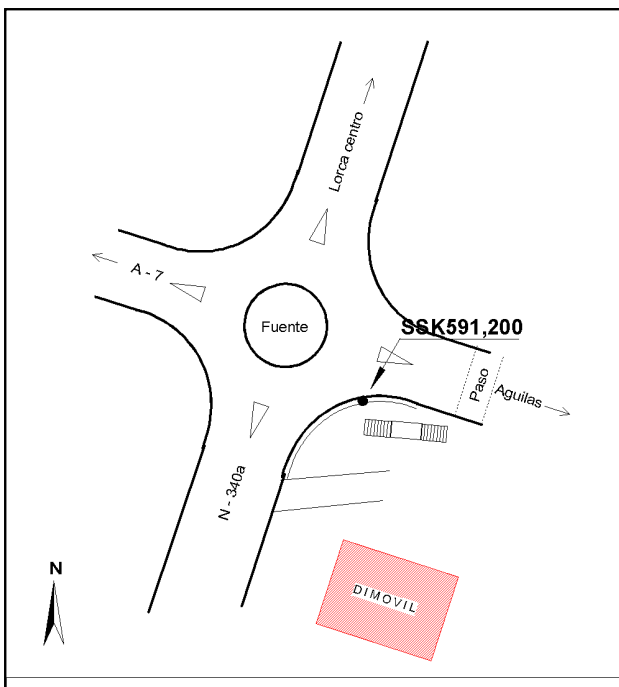 Lorca centro
A - 7
Fuente
SSK591,200
Paso
Aguilas
N - 340a
DIMOVIL
N